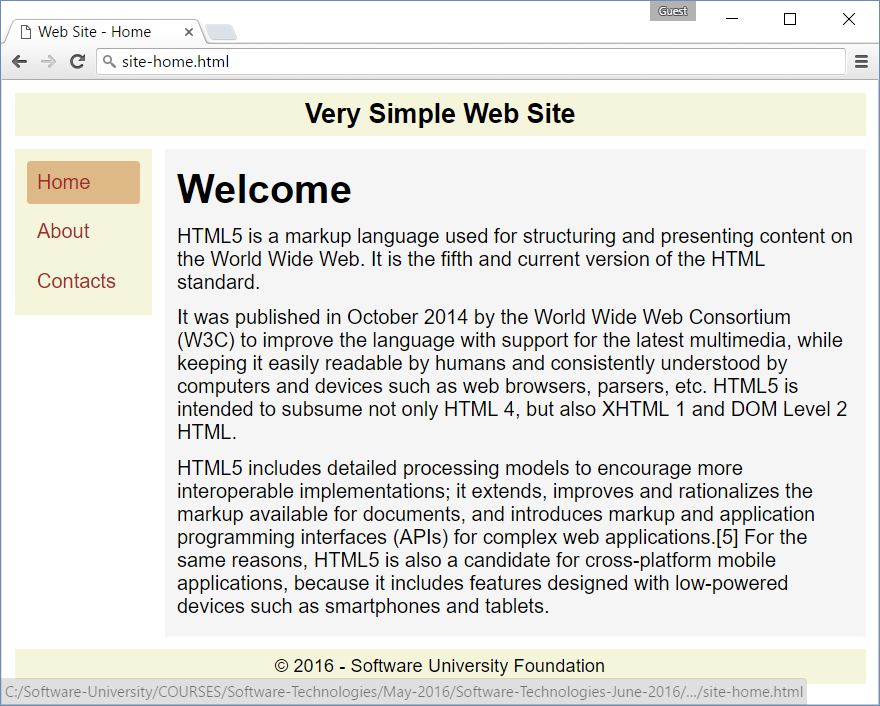 Guest
Web Site - Home
site-home.html
Very Simple Web Site
Home
About
Contacts
Welcome
HTML5 is a markup language used for structuring and presenting content on
the World Wide Web. It is the fifth and current version of the HTML
standard.
It was published in October 2014 by the World Wide Web Consortium
(W3C) to improve the language with support for the latest multimedia, while
keeping it easily readable by humans and consistently understood by
computers and devices such as web browsers, parsers, etc. HTML5 is
intended to subsume not only HTML 4, but also XHTML 1 and DOM Level 2
HTML.
HTML5 includes detailed processing models to encourage more
interoperable implementations; it extends, improves and rationalizes the
markup available for documents, and introduces markup and application
programming interfaces (APIs) for complex web applications.[5] For the
same reasons, HTML5 is also a candidate for cross-platform mobile
applications, because it includes features designed with low-powered
devices such as smartphones and tablets.
© 2016 - Software University Foundation
C:/Software-University/COURSES/Software-Technologies/May-2016/Software-Technologies-June-2016/.../site-home.html